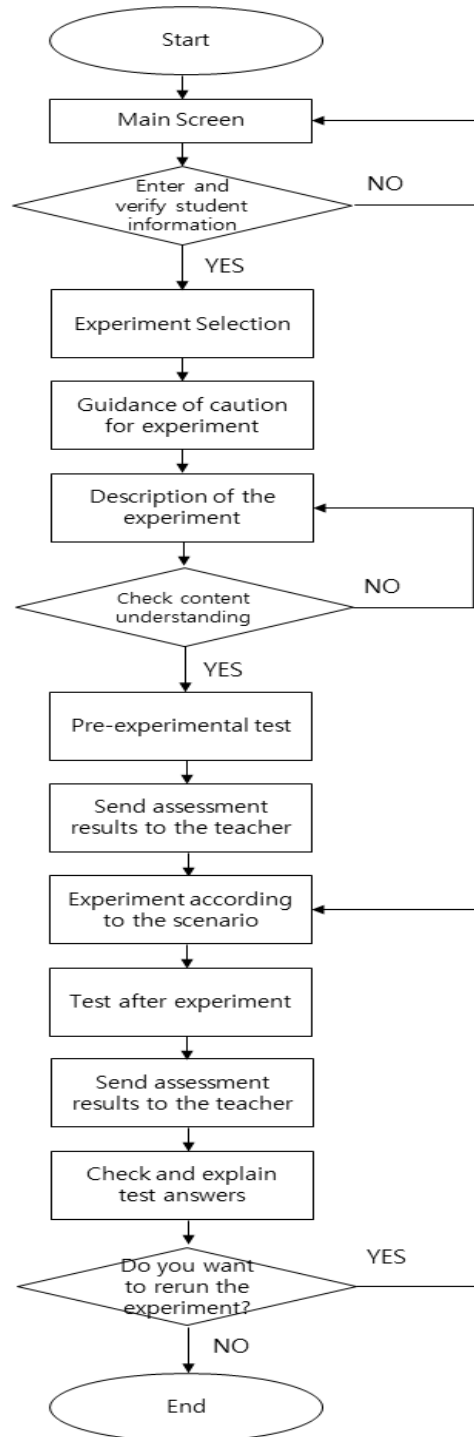 Start
Main Screen
Enter and
verify student
information
NO
YES
Experiment Selection
Guidance of caution
for experiment
Description of the
experiment
Check content
understanding
NO
YES
Pre-experimental test
Send assessment
results to the teacher
Experiment according
to the scenario
Test after experiment
Send assessment
results to the teacher
Check and explain
test answers
Do you want
to rerun the
experiment?
YES
NO
End